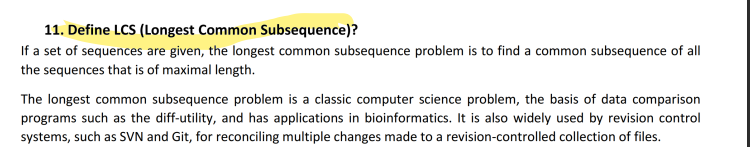 11. Define LCS (Longest Common Subsequence)?
If a set of sequences are given, the longest common subsequence problem is to find a common subsequence of all
the sequences that is of maximal length.
The longest common subsequence problem is a classic computer science problem, the basis of data comparison
programs such as the diff-utility, and has applications in bioinformatics. It is also widely used by revision control
systems, such as SVN and Git, for reconciling multiple changes made to a revision-controlled collection of files.